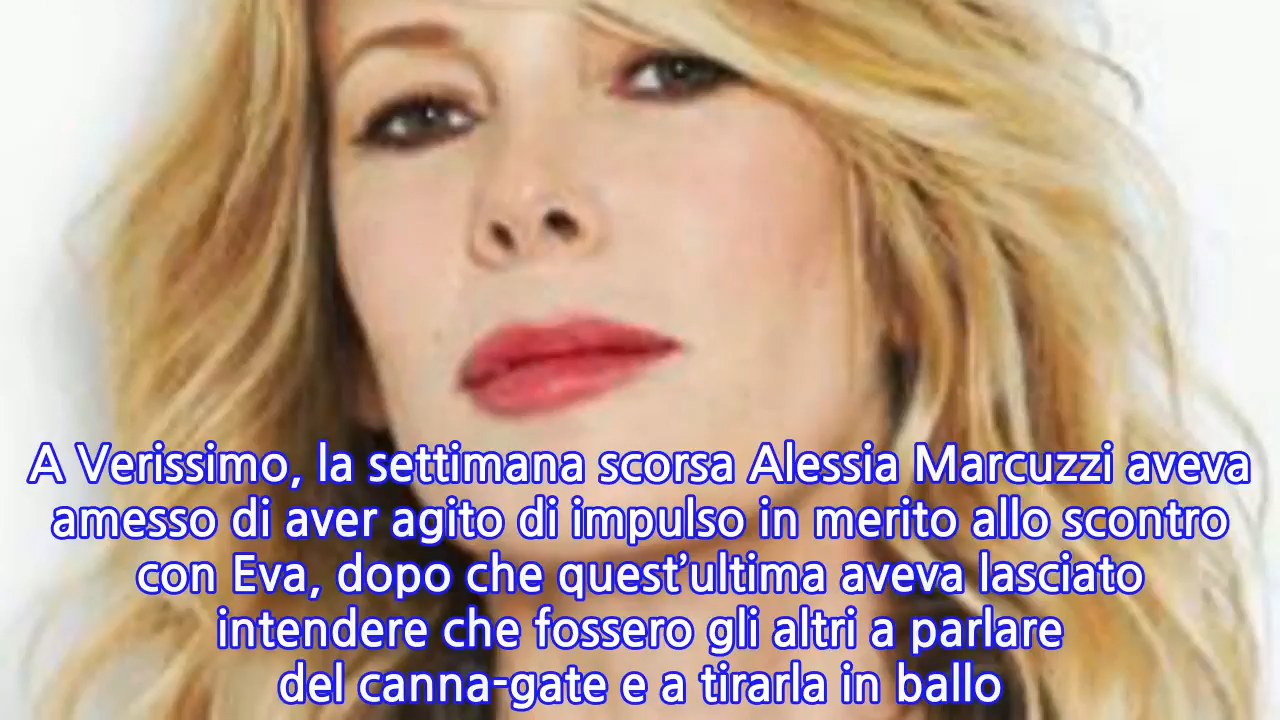 A Verissimo, la settimana scorsa Alessia Marcuzzi aveva
amesso di aver agito di impulso in merito allo scontro
con Eva, dopo che quest'ultima aveva lasciato
intendere che fossero gli altri a parlare
del canna-gate e a tirarla in ballo